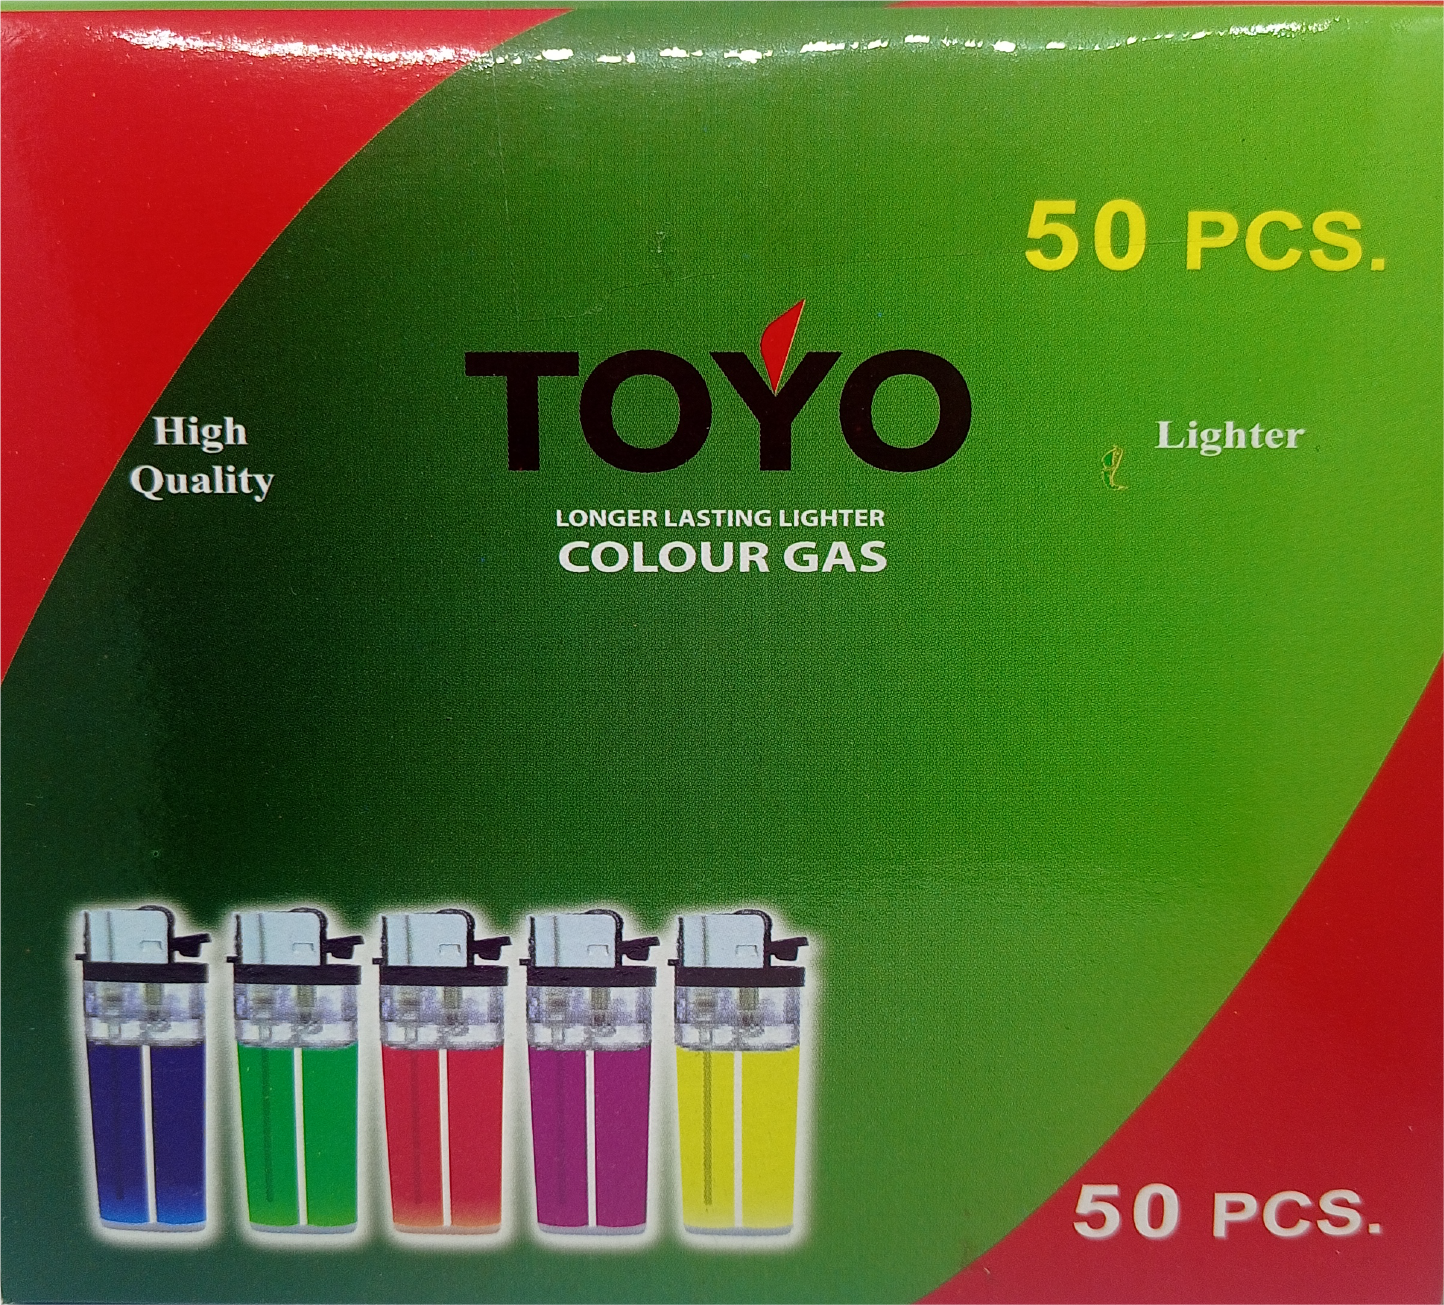 50 PCS.
TOYO
High
Quality
Lighter
LONGER LASTING LIGHTER
COLOUR GAS
50 PCS.